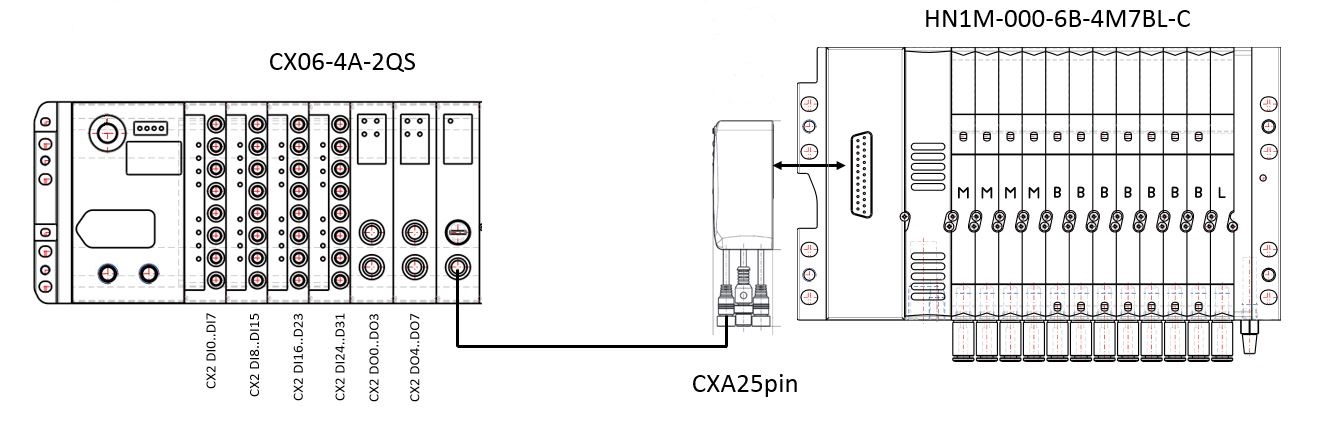 HN1M-000-6B-4M7BL-C
CX06-4A-2QS
M M M M B B B B B B B L
CX2 DI0..DI7
CX2 DI8..DI15
CX2 DI16..D23
CX2 DI24..D31
CX2 DO0..DO3
CX2 DO4..DO7
CXA25pin